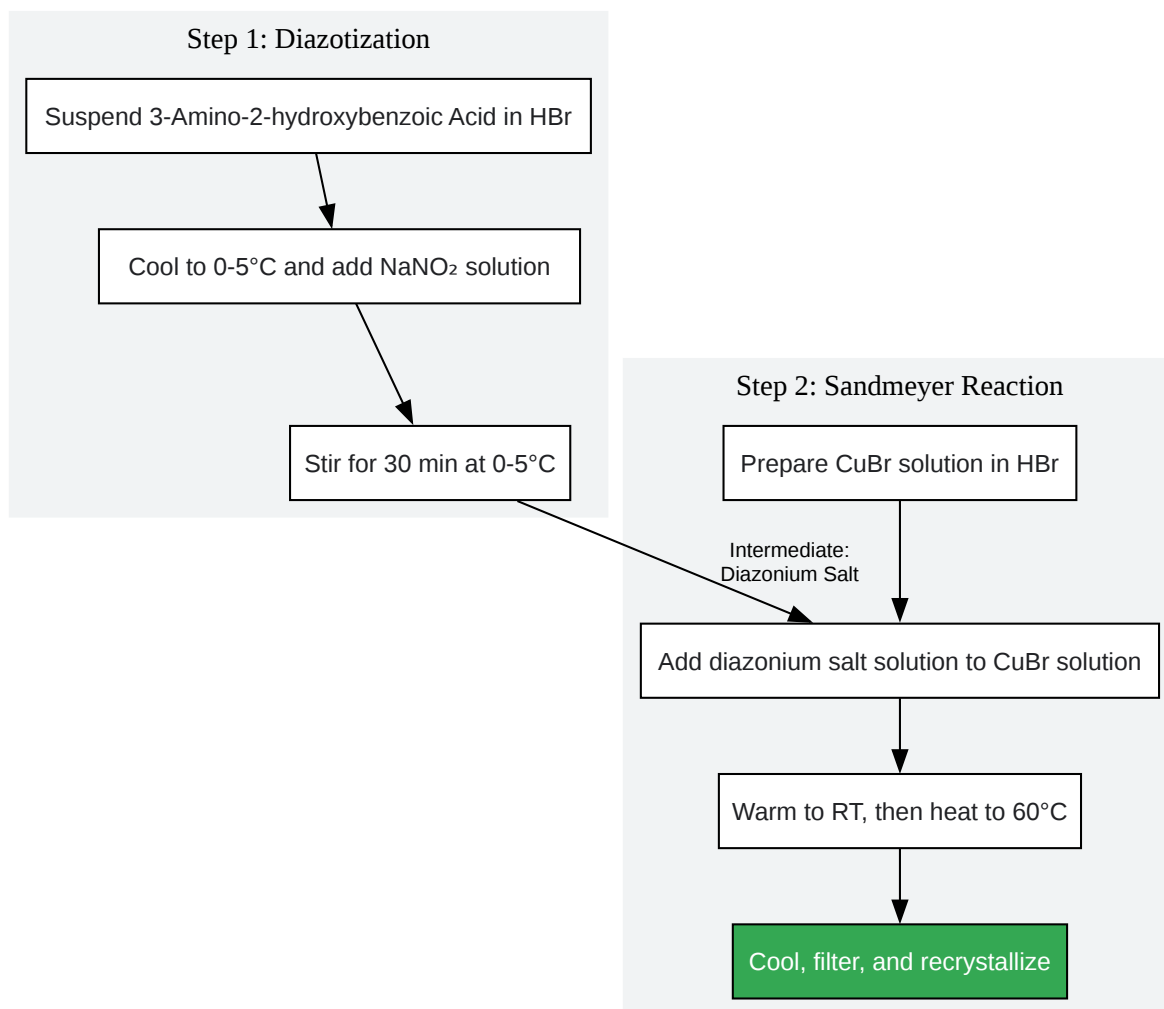 Step 1: Diazotization
Suspend 3-Amino-2-hydroxybenzoic Acid in HBr
Cool to 0-5°C and add NaNO₂ solution
Stir for 30 min at 0-5°C
Step 2: Sandmeyer Reaction
Prepare CuBr solution in HBr
Intermediate:
Diazonium Salt
Add diazonium salt solution to CuBr solution
Warm to RT, then heat to 60°C
Cool, filter, and recrystallize